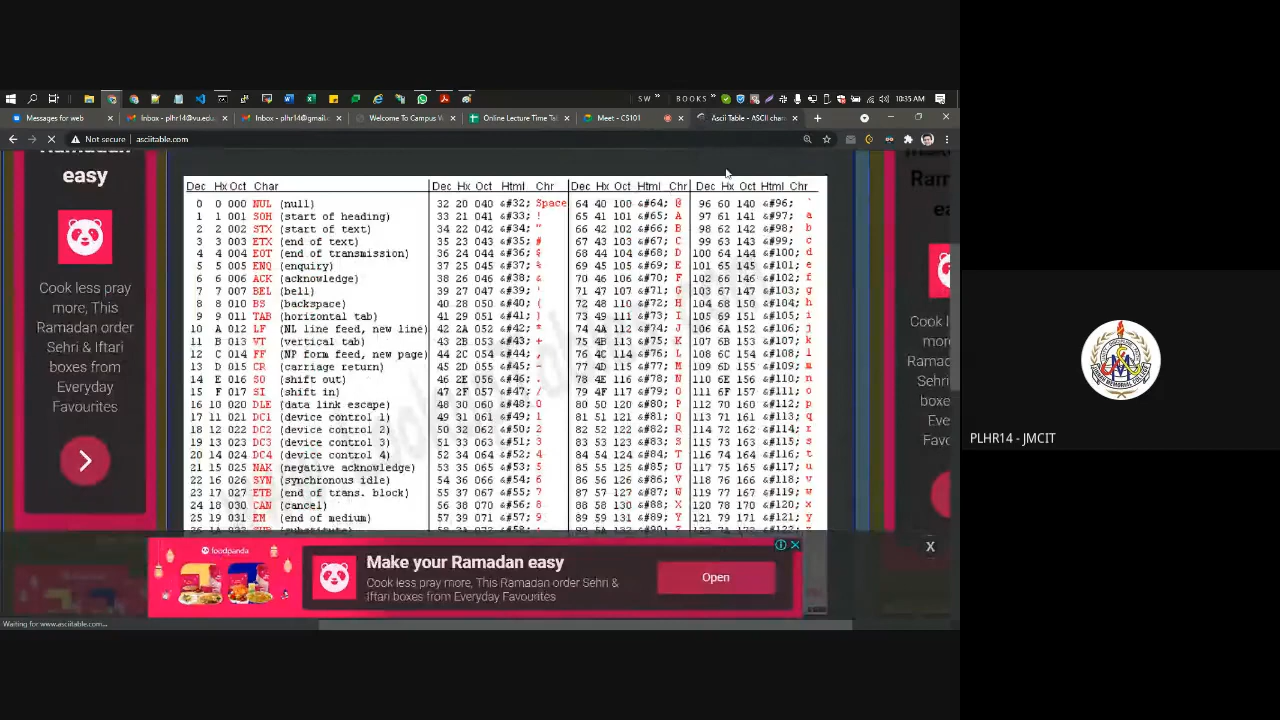 SW » BOOKS » 10:35 AM
Messages for web Inbox - plhr14@vu.edu. Inbox - plhr14@gmail. Welcome To Campus V Online Lecture Time Tal Meet - CS101 Ascii Table - ASCII chara
Not secure asciitable.com
Ramadan
easy
Cook less pray
more, This
Ramadan order
Sehri & Iftari
boxes from
Everyday
Favourites
Dec Hx Oct Char Dec Hx Oct Html Chr Dec Hx Oct Html Chr Dec Hx Oct Html Chr
0 0 000 NUL (null) 32 20 040 &#32; Space 64 40 100 &#64; @ 96 60 140 &#96; `
1 1 001 SOH (start of heading) 33 21 041 &#33; ! 65 41 101 &#65; A 97 61 141 &#97; a
2 2 002 STX (start of text) 34 22 042 &#34; " 66 42 102 &#66; B 98 62 142 &#98; b
3 3 003 ETX (end of text) 35 23 043 &#35; # 67 43 103 &#67; C 99 63 143 &#99; c
4 4 004 EOT (end of transmission) 36 24 044 &#36; $ 68 44 104 &#68; D 100 64 144 &#100; d
5 5 005 ENQ (enquiry) 37 25 045 &#37; % 69 45 105 &#69; E 101 65 145 &#101; e
6 6 006 ACK (acknowledge) 38 26 046 &#38; & 70 46 106 &#70; F 102 66 146 &#102; f
7 7 007 BEL (bell) 39 27 047 &#39; ' 71 47 107 &#71; G 103 67 147 &#103; g
8 8 010 BS (backspace) 40 28 050 &#40; ( 72 48 110 &#72; H 104 68 150 &#104; h
9 9 011 TAB (horizontal tab) 41 29 051 &#41; ) 73 49 111 &#73; I 105 69 151 &#105; i
10 A 012 LF (NL line feed, new line) 42 2A 052 &#42; * 74 4A 112 &#74; J 106 6A 152 &#106; j
11 B 013 VT (vertical tab) 43 2B 053 &#43; + 75 4B 113 &#75; K 107 6B 153 &#107; k
12 C 014 FF (NP form feed, new page) 44 2C 054 &#44; , 76 4C 114 &#76; L 108 6C 154 &#108; l
13 D 015 CR (carriage return) 45 2D 055 &#45; - 77 4D 115 &#77; M 109 6D 155 &#109; m
14 E 016 SO (shift out) 46 2E 056 &#46; . 78 4E 116 &#78; N 110 6E 156 &#110; n
15 F 017 SI (shift in) 47 2F 057 &#47; / 79 4F 117 &#79; O 111 6F 157 &#111; o
16 10 020 DLE (data link escape) 48 30 060 &#48; 0 80 50 120 &#80; P 112 70 160 &#112; p
17 11 021 DC1 (device control 1) 49 31 061 &#49; 1 81 51 121 &#81; Q 113 71 161 &#113; q
18 12 022 DC2 (device control 2) 50 32 062 &#50; 2 82 52 122 &#82; R 114 72 162 &#114; r
19 13 023 DC3 (device control 3) 51 33 063 &#51; 3 83 53 123 &#83; S 115 73 163 &#115; s
20 14 024 DC4 (device control 4) 52 34 064 &#52; 4 84 54 124 &#84; T 116 74 164 &#116; t
21 15 025 NAK (negative acknowledge) 53 35 065 &#53; 5 85 55 125 &#85; U 117 75 165 &#117; u
22 16 026 SYN (synchronous idle) 54 36 066 &#54; 6 86 56 126 &#86; V 118 76 166 &#118; v
23 17 027 ETB (end of trans. block) 55 37 067 &#55; 7 87 57 127 &#87; W 119 77 167 &#119; w
24 18 030 CAN (cancel) 56 38 070 &#56; 8 88 58 130 &#88; X 120 78 170 &#120; x
25 19 031 EM (end of medium) 57 39 071 &#57; 9 89 59 131 &#89; Y 121 79 171 &#121; y
foodpanda
Make your Ramadan easy
Cook less pray more, This Ramadan order Sehri &
Iftari boxes from Everyday Favourites
Open
X
Waiting for www.asciitable.com...
PLHR14 - JMCIT